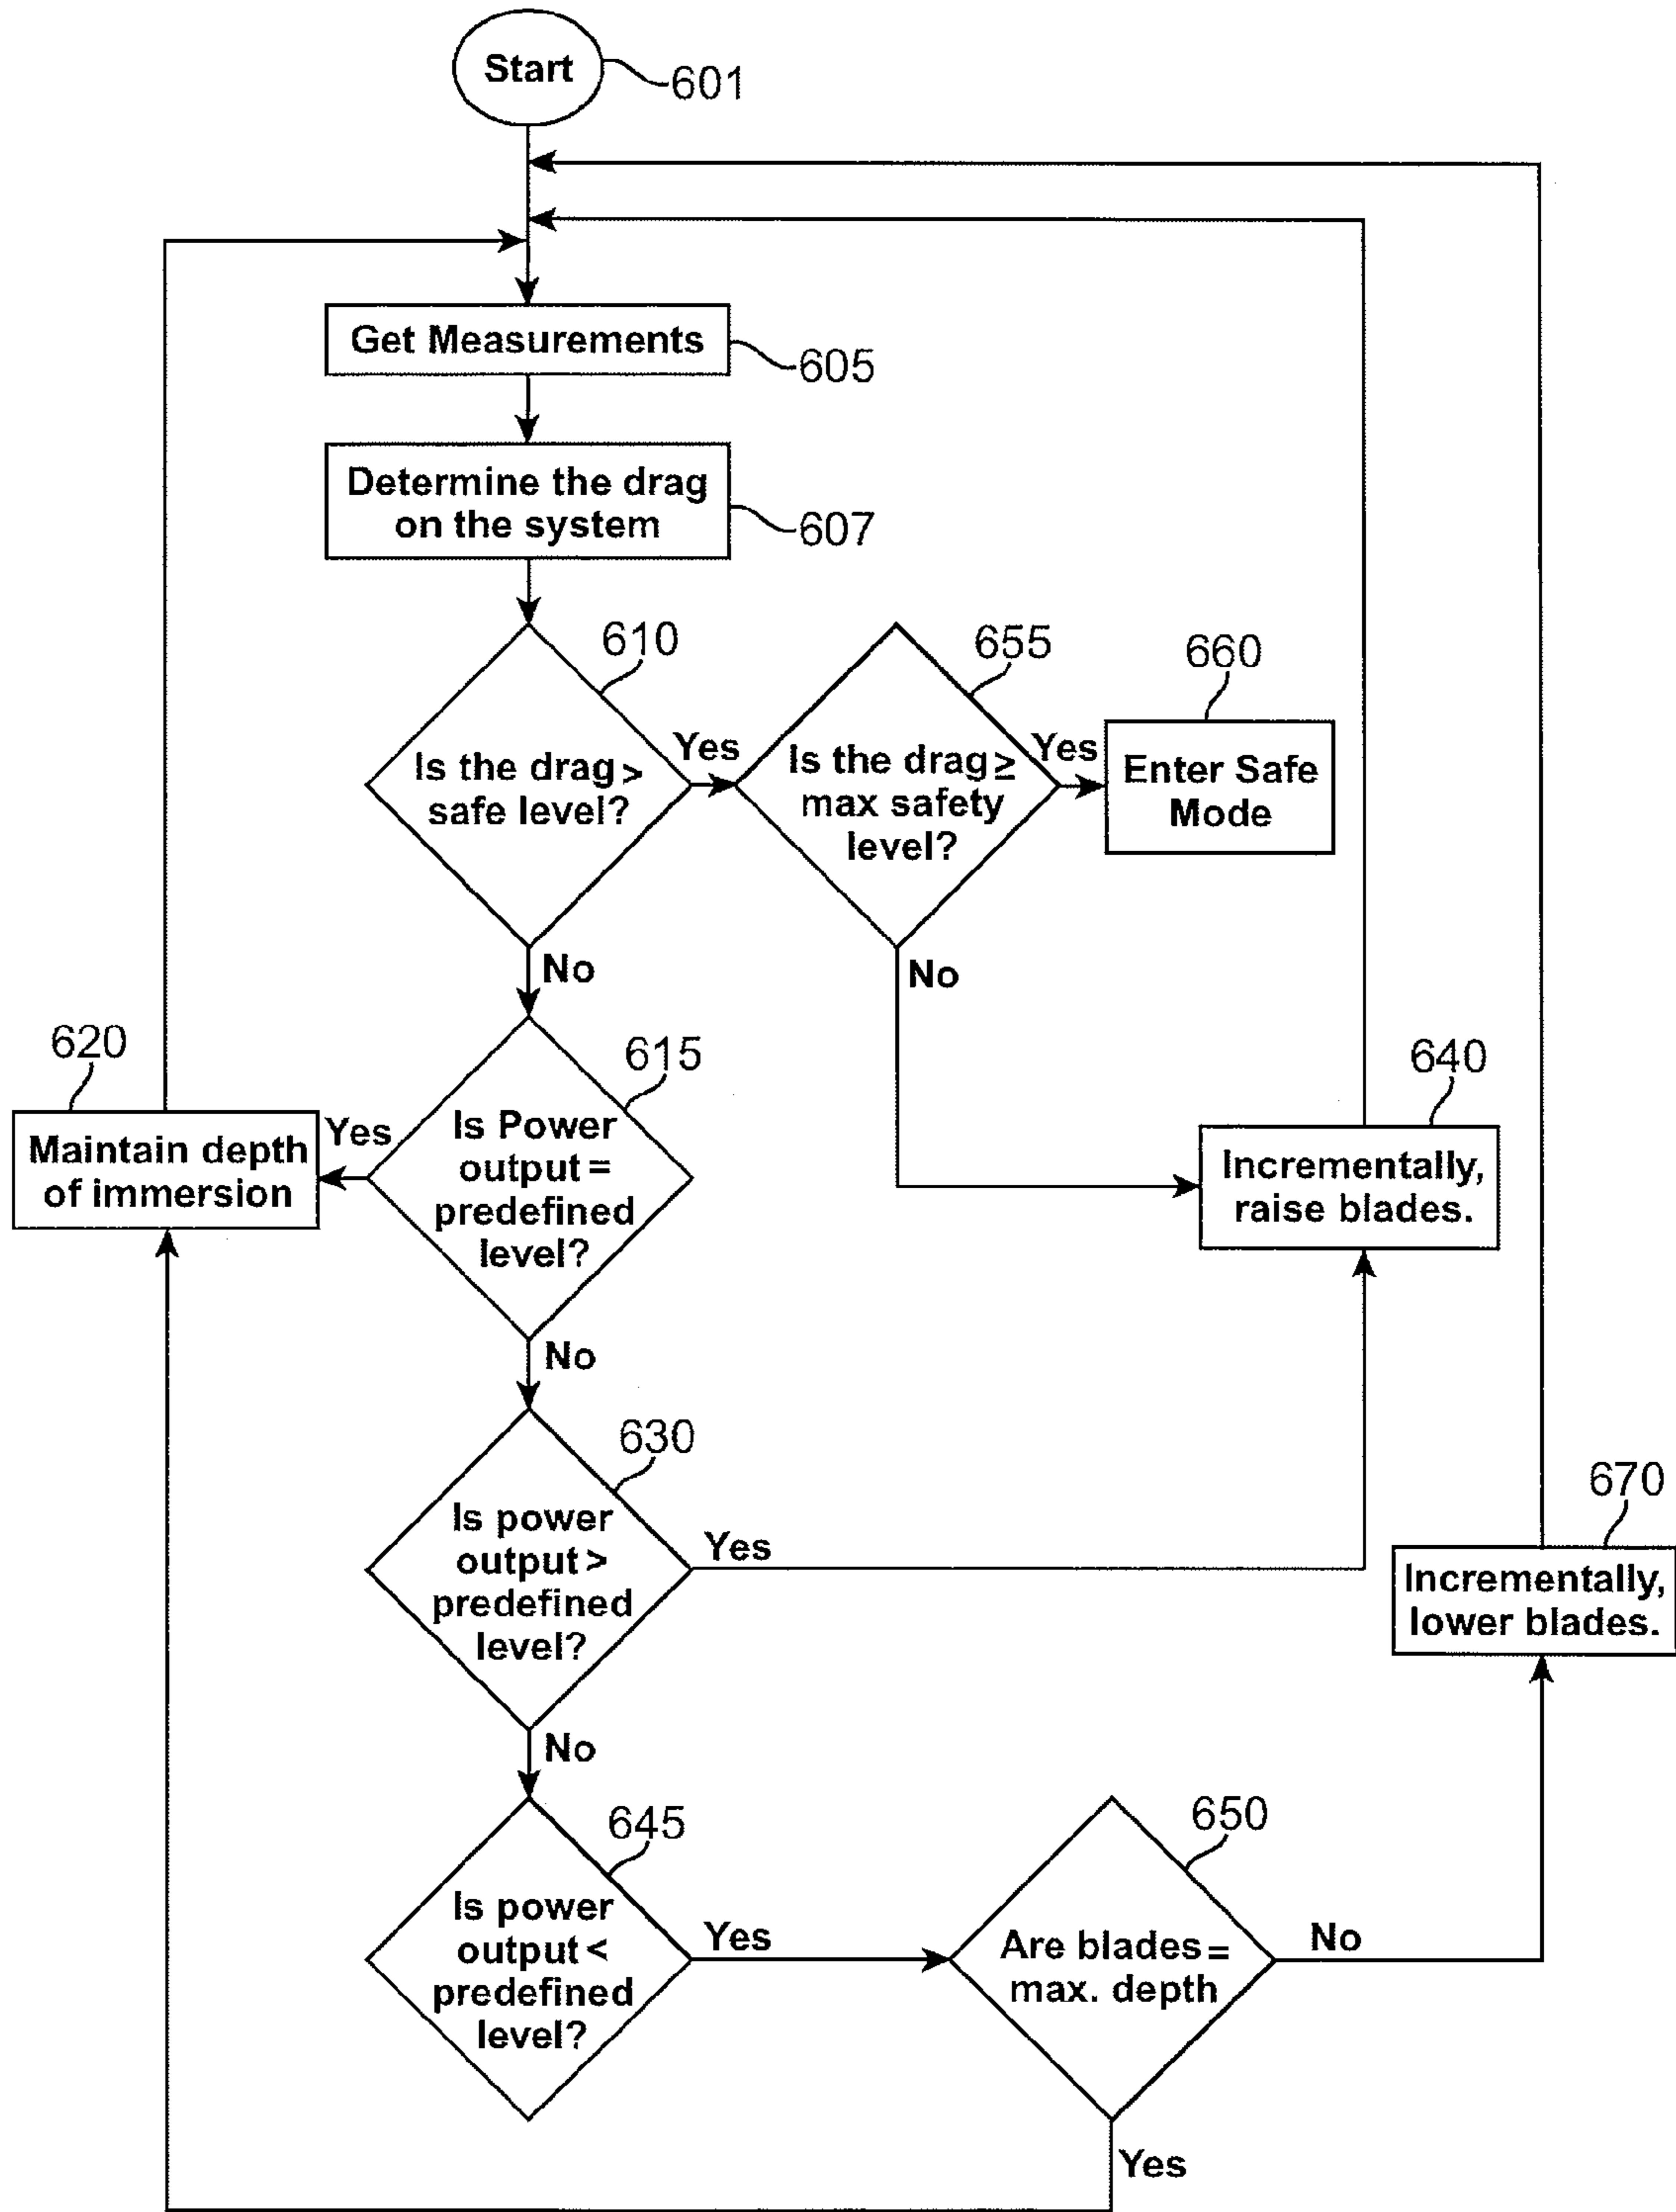 Start
601
Get Measurements
605
Determine the drag
on the system
607
610
Is the drag >
safe level?
Yes
No
655
Is the drag ≥
max safety
level?
Yes
No
660
Enter Safe
Mode
615
Is Power
output =
predefined
level?
Yes
No
620
Maintain depth
of immersion
640
Incrementally,
raise blades.
630
Is power
output >
predefined
level?
Yes
No
670
Incrementally,
lower blades.
645
Is power
output <
predefined
level?
Yes
650
Are blades =
max. depth
No
Yes